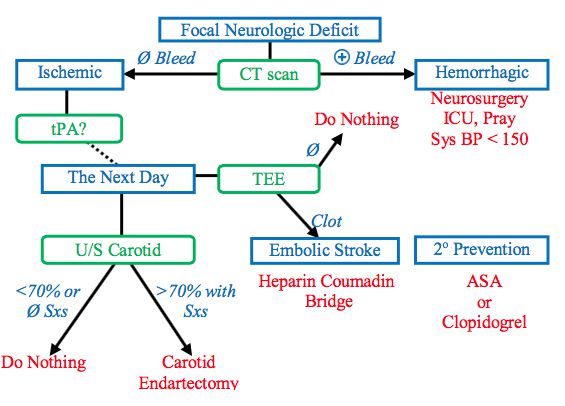 Focal Neurologic Deficit
Ø Bleed
⊕ Bleed
Ischemic
CT scan
Hemorrhagic
Neurosurgery
ICU, Pray
Sys BP < 150
tPA?
Do Nothing
Ø
The Next Day
TEE
Clot
U/S Carotid
Embolic Stroke
2º Prevention
Heparin Coumadin
Bridge
ASA
or
Clopidogrel
<70% or
Ø Sxs
>70% with
Sxs
Do Nothing
Carotid
Endartectomy